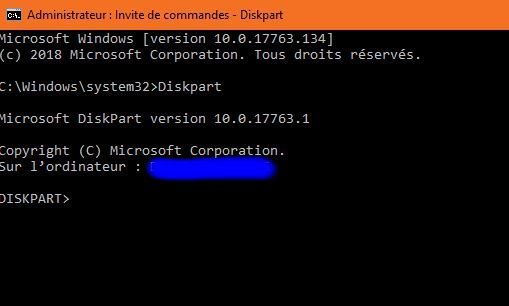 Administrateur : Invite de commandes - Diskpart
Microsoft Windows [version 10.0.17763.134]
(c) 2018 Microsoft Corporation. Tous droits réservés.
C:\Windows\system32>Diskpart
Microsoft DiskPart version 10.0.17763.1
Copyright (C) Microsoft Corporation.
Sur l’ordinateur :
DISKPART>